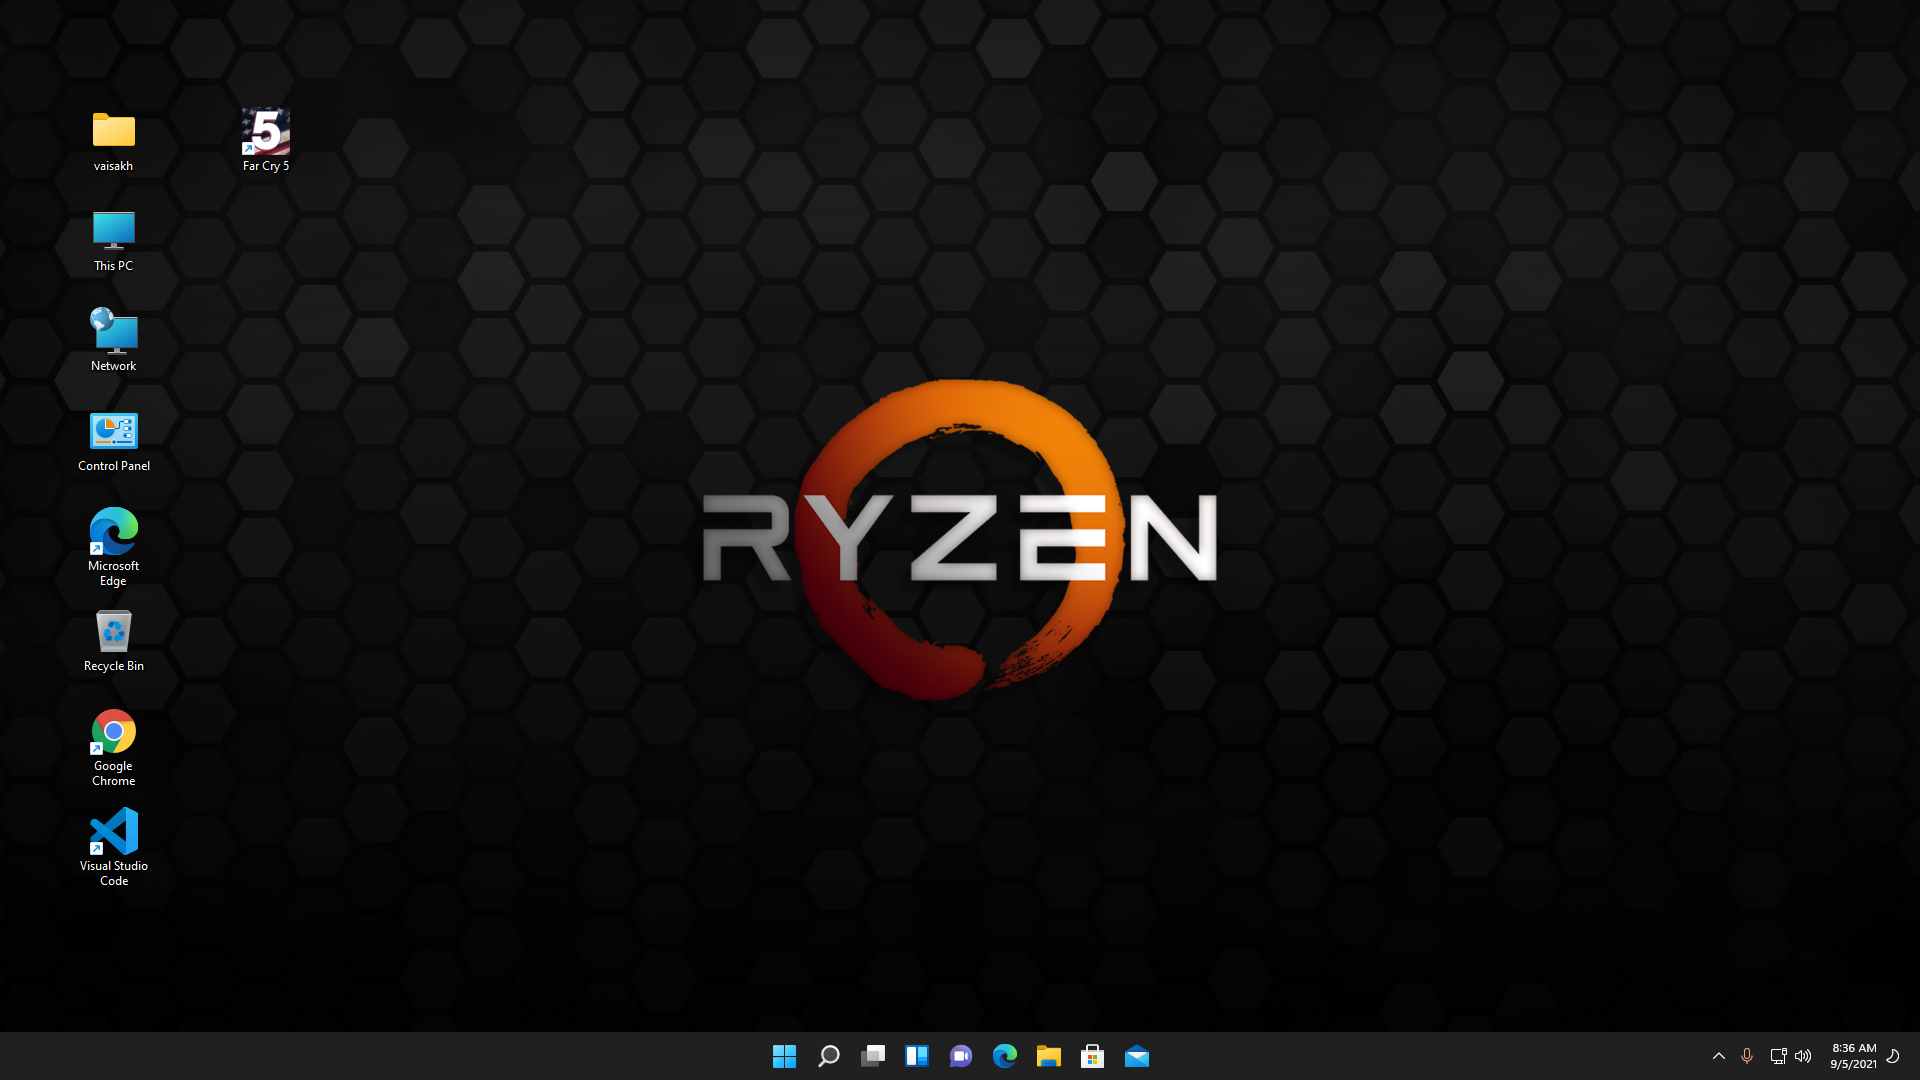 vaisakh
5
Far Cry 5
This PC
Network
Control Panel
Microsoft
Edge
Recycle Bin
Google
Chrome
Visual Studio
Code
RYZEN
8:36 AM
9/5/2021